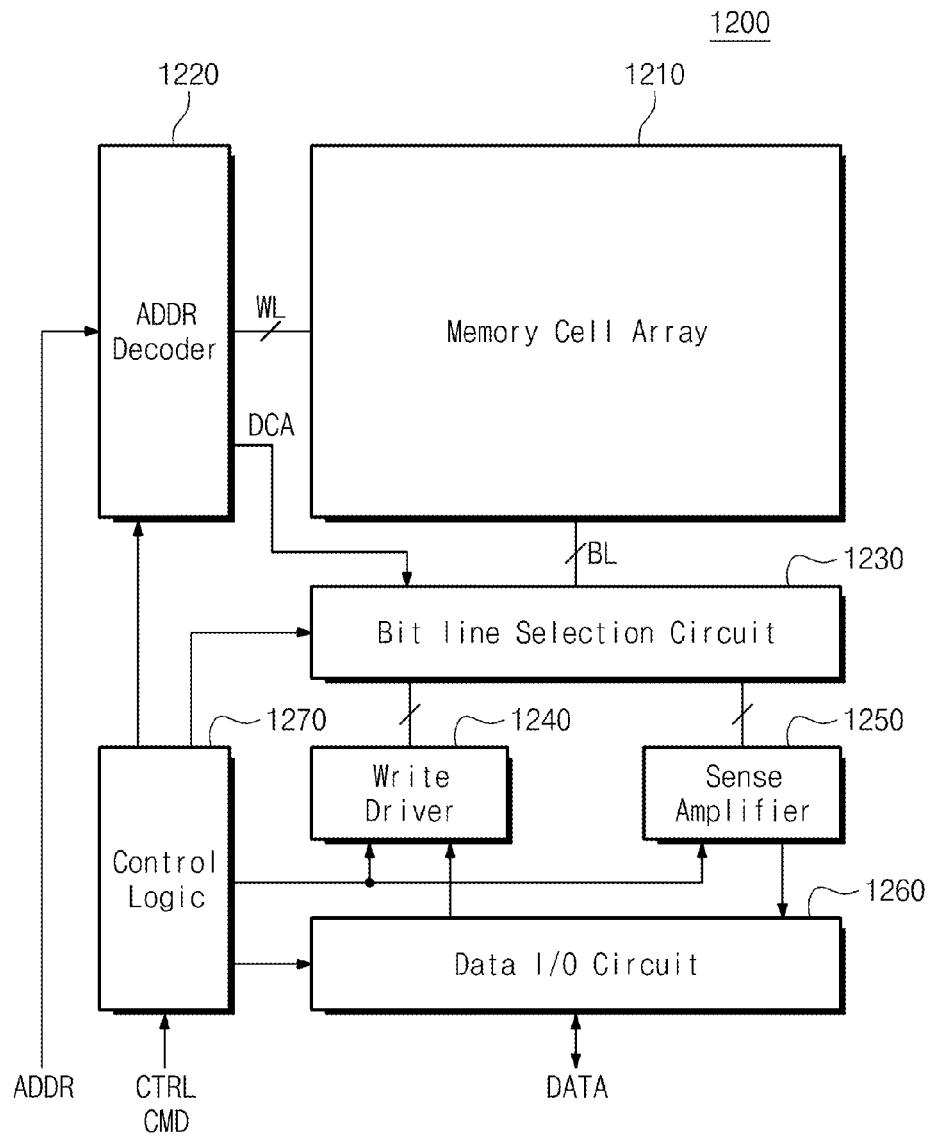 1200
1220
1210
ADDR
Decoder
WL
Memory Cell Array
DCA
BL
1230
Bit line Selection Circuit
1270
1240
1250
Write
Driver
Sense
Amplifier
Control
Logic
1260
Data I/O Circuit
ADDR
CTRL
CMD
DATA